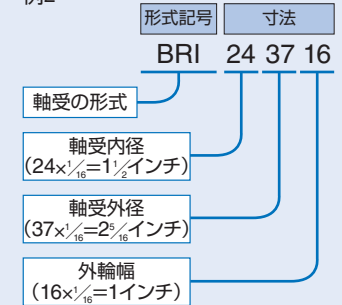 形式記号 寸法
BRI 24 37 16
軸受の形式
軸受内径
(24×1/16=1 1/2インチ)
軸受外径
(37×1/16=2 5/16インチ)
外輪幅
(16×1/16=1インチ)